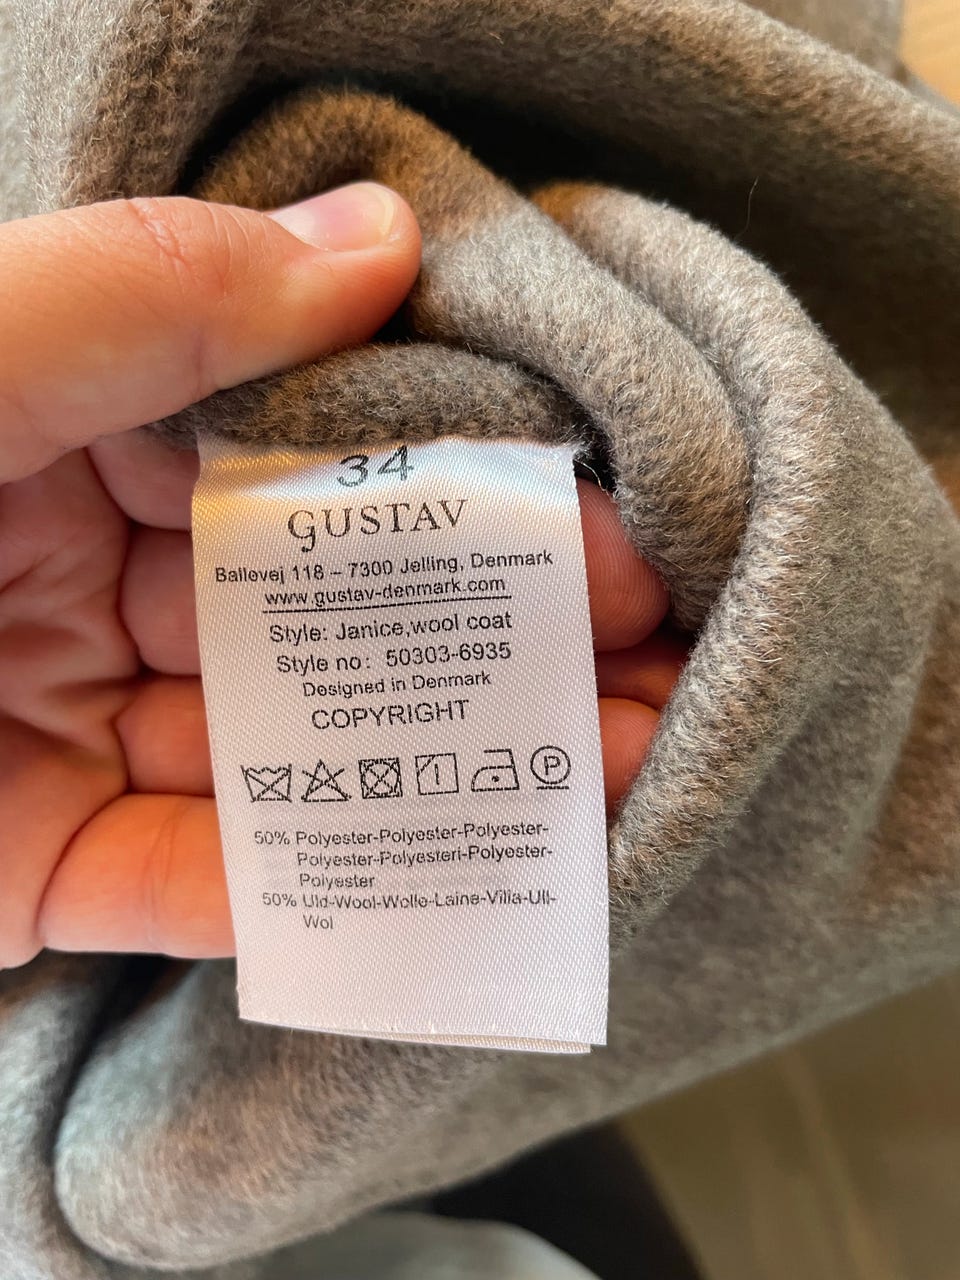 34
GUSTAV
Ballevej 118 – 7300 Jelling, Denmark
www.gustav-denmark.com
Style: Janice,wool coat
Style no: 50303-6935
Designed in Denmark
COPYRIGHT
P
50% Polyester-Polyester-Polyester-
Polyester-Polyesteri-Polyester-
Polyester
50% Uld-Wool-Wolle-Laine-Villa-Ull-
Wol